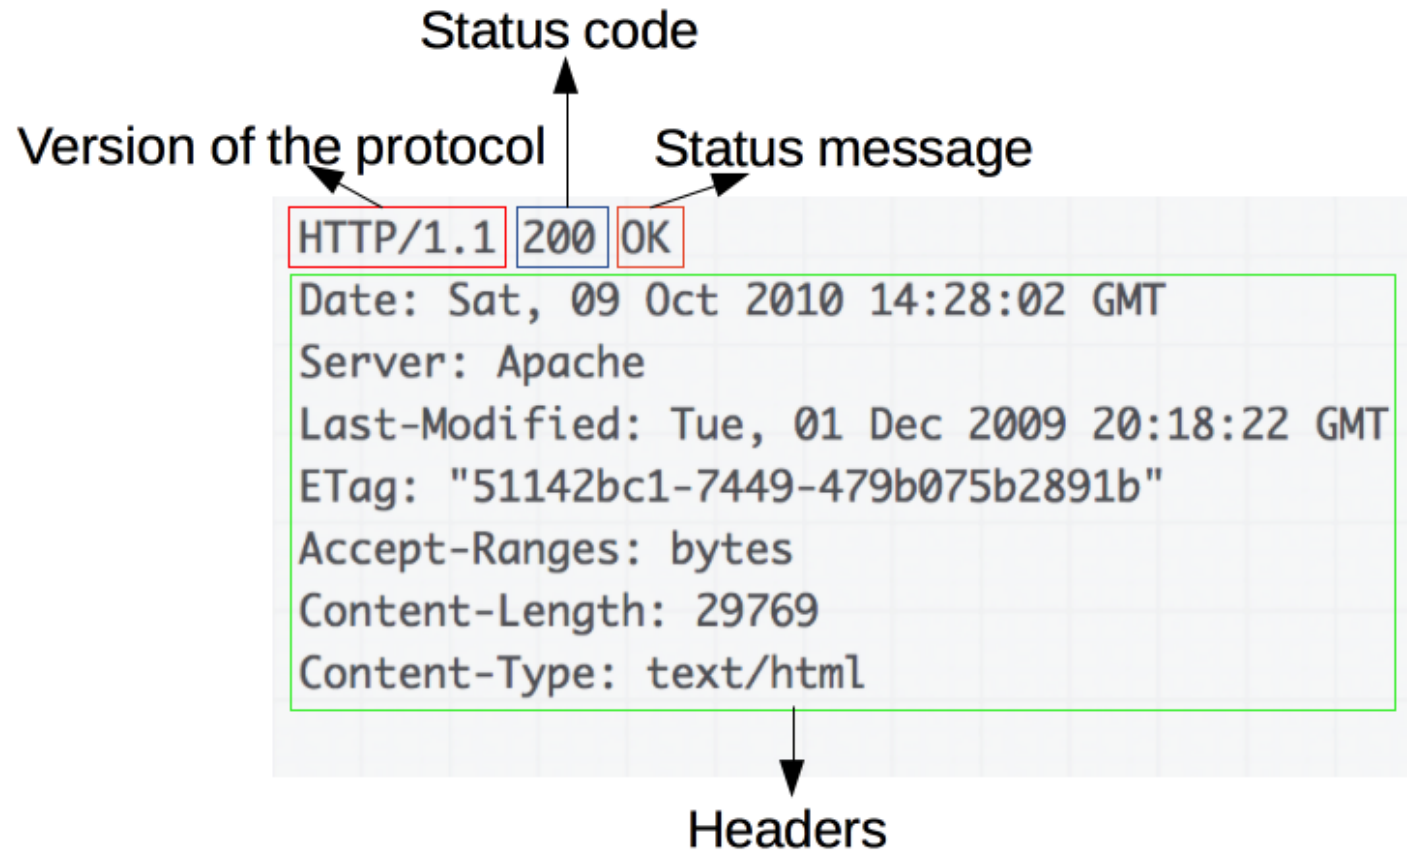 Status code
Version of the protocol
Status message
HTTP/1.1 200 OK
Date: Sat, 09 Oct 2010 14:28:02 GMT
Server: Apache
Last-Modified: Tue, 01 Dec 2009 20:18:22 GMT
ETag: "51142bc1-7449-479b075b2891b"
Accept-Ranges: bytes
Content-Length: 29769
Content-Type: text/html
Headers